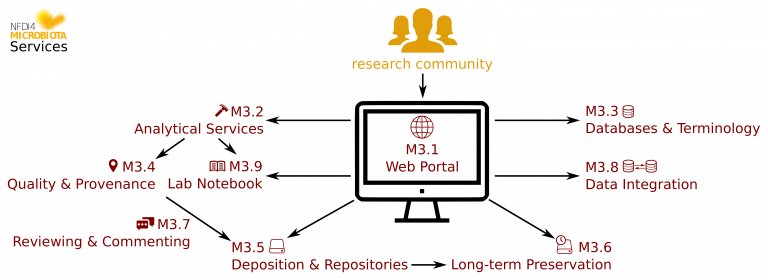 NFDI4
MICROBIOTA
Services
research community
M3.2
Analytical Services
M3.1
Web Portal
M3.3
Databases & Terminology
M3.4
Quality & Provenance
M3.9
Lab Notebook
M3.8
Data Integration
M3.7
Reviewing & Commenting
M3.5
Deposition & Repositories
M3.6
Long-term Preservation